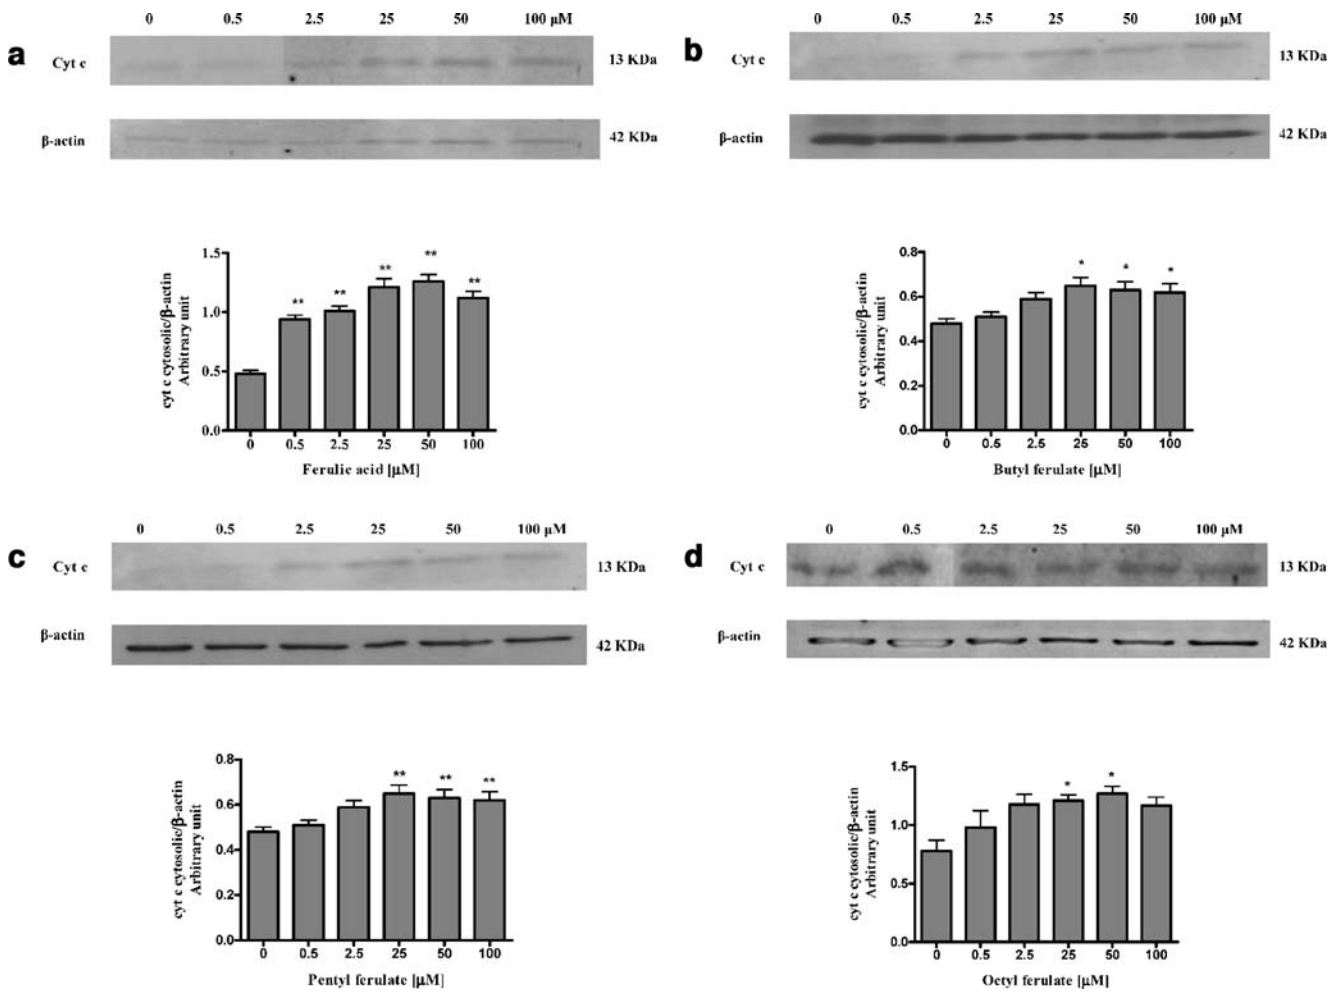 0 0.5 2.5 25 50 100 µM
a
Cyt c
13 KDa
β-actin
42 KDa
1.5
1.0
0.5
0.0
cyt c cytosolic/β-actin
Arbitrary unit
** ** ** ** **
0 0.5 2.5 25 50 100
Ferulic acid [µM]
0 0.5 2.5 25 50 100 µM
b
Cyt c
13 KDa
β-actin
42 KDa
0.8
0.6
0.4
0.2
0.0
cyt c cytosolic/β-actin
Arbitrary unit
* * *
0 0.5 2.5 25 50 100
Butyl ferulate [µM]
0 0.5 2.5 25 50 100 µM
c
Cyt c
13 KDa
β-actin
42 KDa
0.8
0.6
0.4
0.2
0.0
cyt c cytosolic/β-actin
Arbitrary unit
** ** **
0 0.5 2.5 25 50 100
Pentyl ferulate [µM]
0 0.5 2.5 25 50 100 µM
d
Cyt c
13 KDa
β-actin
42 KDa
1.5
1.0
0.5
0.0
cyt c cytosolic/β-actin
Arbitrary unit
* *
0 0.5 2.5 25 50 100
Octyl ferulate [µM]